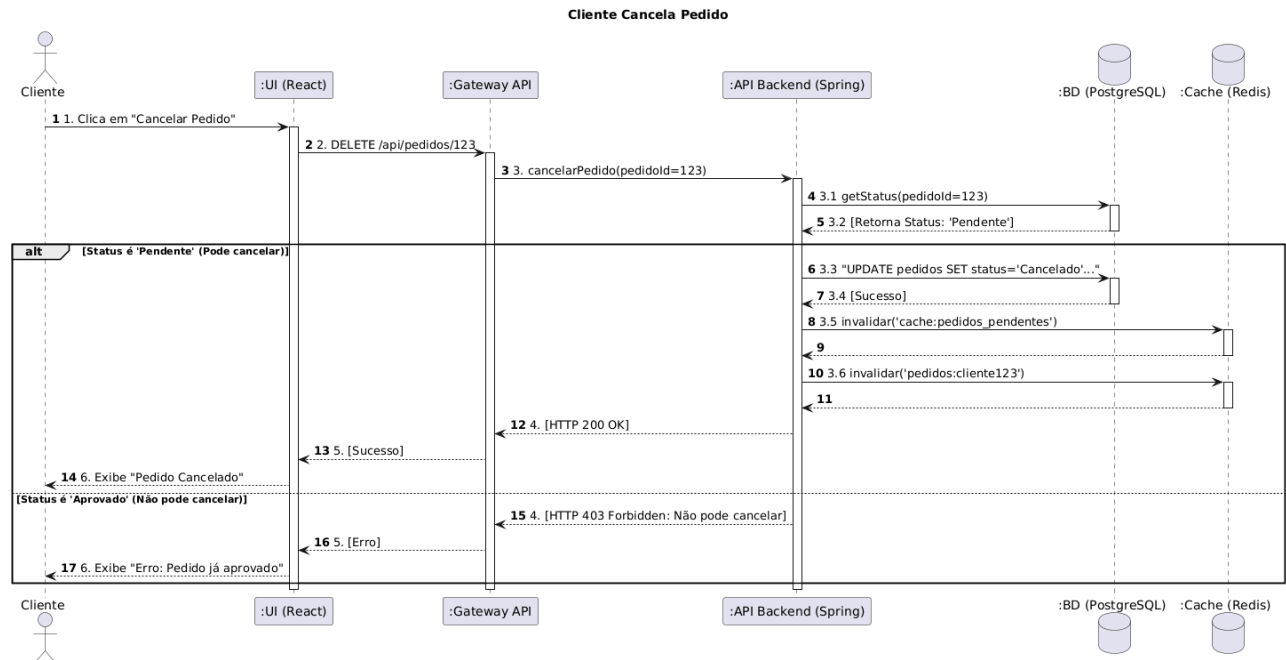 Cliente Cancela Pedido
Cliente
:UI (React)
:Gateway API
:API Backend (Spring)
:BD (PostgreSQL)
:Cache (Redis)
1 1. Clica em "Cancelar Pedido"
2 2. DELETE /api/pedidos/123
3 3. cancelarPedido(pedidoId=123)
4 3.1 getStatus(pedidoId=123)
5 3.2 [Retorna Status: 'Pendente']
alt [Status é 'Pendente' (Pode cancelar)]
6 3.3 "UPDATE pedidos SET status='Cancelado'..."
7 3.4 [Sucesso]
8 3.5 invalidar('cache:pedidos_pendentes')
9
10 3.6 invalidar('pedidos:cliente123')
11
12 4. [HTTP 200 OK]
13 5. [Sucesso]
14 6. Exibe "Pedido Cancelado"
[Status é 'Aprovado' (Não pode cancelar)]
15 4. [HTTP 403 Forbidden: Não pode cancelar]
16 5. [Erro]
17 6. Exibe "Erro: Pedido já aprovado"
Cliente
:UI (React)
:Gateway API
:API Backend (Spring)
:BD (PostgreSQL)
:Cache (Redis)